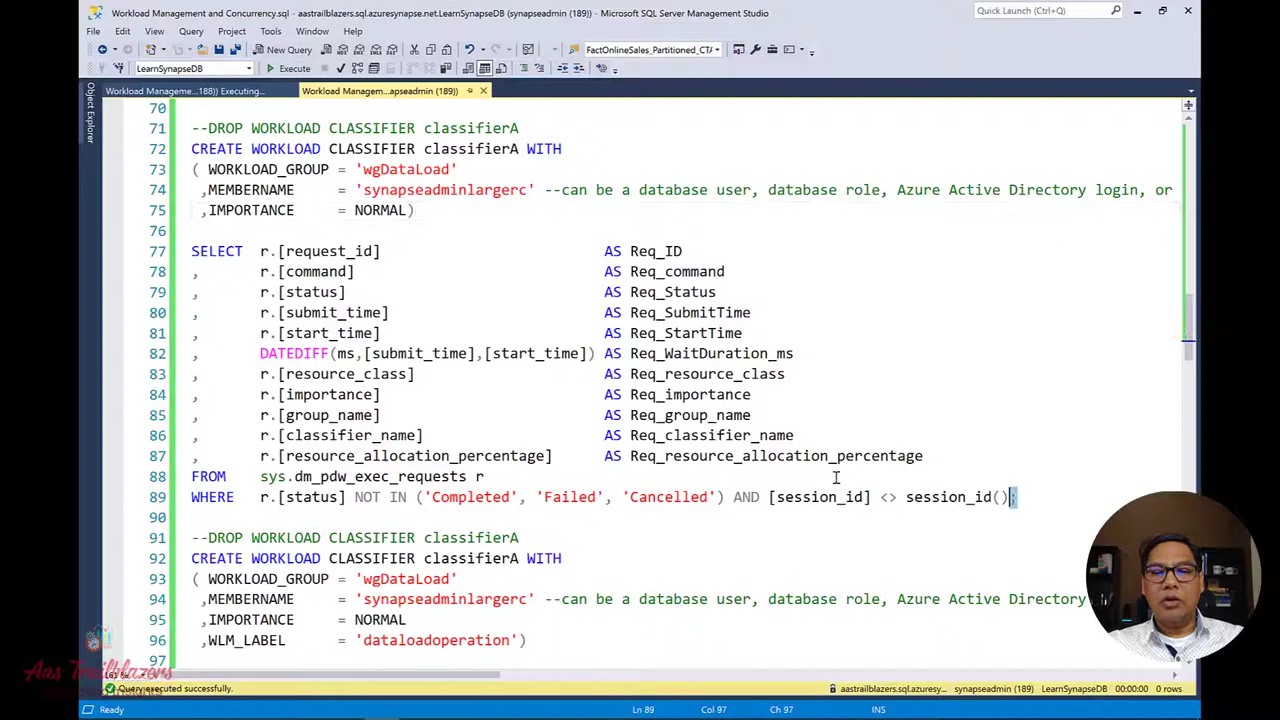 Workload Management and Concurrency.sql - aastrailblazers.sql.azuresynapse.net.LearnSynapseDB (synapseadmin (189)) - Microsoft SQL Server Management Studio
Quick Launch (Ctrl+Q)
File Edit View Query Project Tools Window Help
New Query
FactOnlineSales_Partitioned_CTA
LearnSynapseDB
Execute
Workload Manageme...188)) Executing...
Workload Managem...apseadmin (189))
Object Explorer
70
71 --DROP WORKLOAD CLASSIFIER classifierA
72 CREATE WORKLOAD CLASSIFIER classifierA WITH
73 ( WORKLOAD_GROUP = 'wgDataLoad'
74 ,MEMBERNAME = 'synapseadminlargerc' --can be a database user, database role, Azure Active Directory login, or
75 ,IMPORTANCE = NORMAL)
76
77 SELECT r.[request_id] AS Req_ID
78 , r.[command] AS Req_command
79 , r.[status] AS Req_Status
80 , r.[submit_time] AS Req_SubmitTime
81 , r.[start_time] AS Req_StartTime
82 , DATEDIFF(ms,[submit_time],[start_time]) AS Req_WaitDuration_ms
83 , r.[resource_class] AS Req_resource_class
84 , r.[importance] AS Req_importance
85 , r.[group_name] AS Req_group_name
86 , r.[classifier_name] AS Req_classifier_name
87 , r.[resource_allocation_percentage] AS Req_resource_allocation_percentage
88 FROM sys.dm_pdw_exec_requests r
89 WHERE r.[status] NOT IN ('Completed', 'Failed', 'Cancelled') AND [session_id] <> session_id();
90
91 --DROP WORKLOAD CLASSIFIER classifierA
92 CREATE WORKLOAD CLASSIFIER classifierA WITH
93 ( WORKLOAD_GROUP = 'wgDataLoad'
94 ,MEMBERNAME = 'synapseadminlargerc' --can be a database user, database role, Azure Active Directory
95 ,IMPORTANCE = NORMAL
96 ,WLM_LABEL = 'dataloadoperation')
97
Aas Trailblazers
161 %
Query executed successfully.
aastrailblazers.sql.azuresy... synapseadmin (189) LearnSynapseDB 00:00:00 0 rows
Ready Ln 89 Col 97 Ch 97 INS